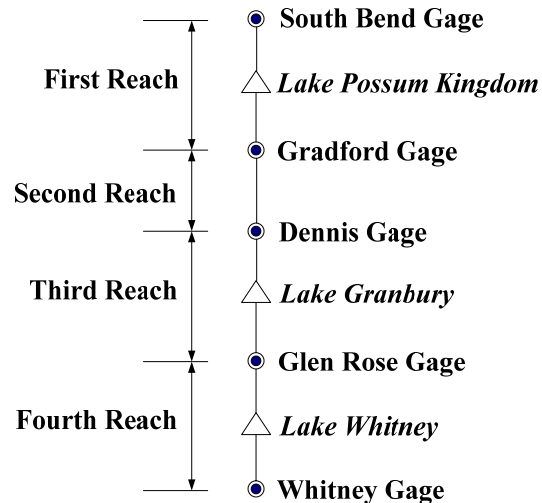 South Bend Gage
First Reach
Lake Possum Kingdom
Gradford Gage
Second Reach
Dennis Gage
Third Reach
Lake Granbury
Glen Rose Gage
Fourth Reach
Lake Whitney
Whitney Gage